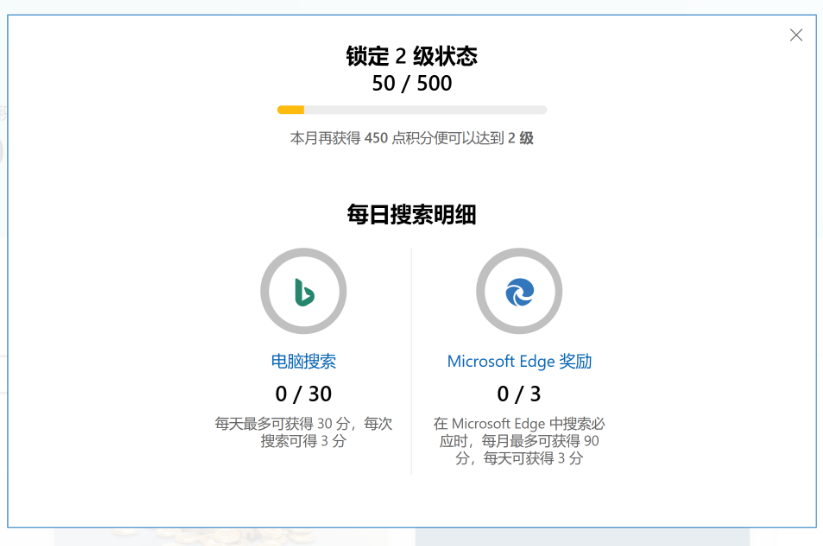 锁定 2 级状态
50 / 500
本月再获得 450 点积分便可以达到 2 级
每日搜索明细
电脑搜索
0 / 30
每天最多可获得 30 分，每次
搜索可得 3 分
Microsoft Edge 奖励
0 / 3
在 Microsoft Edge 中搜索必
应时，每月最多可获得 90
分，每天可获得 3 分